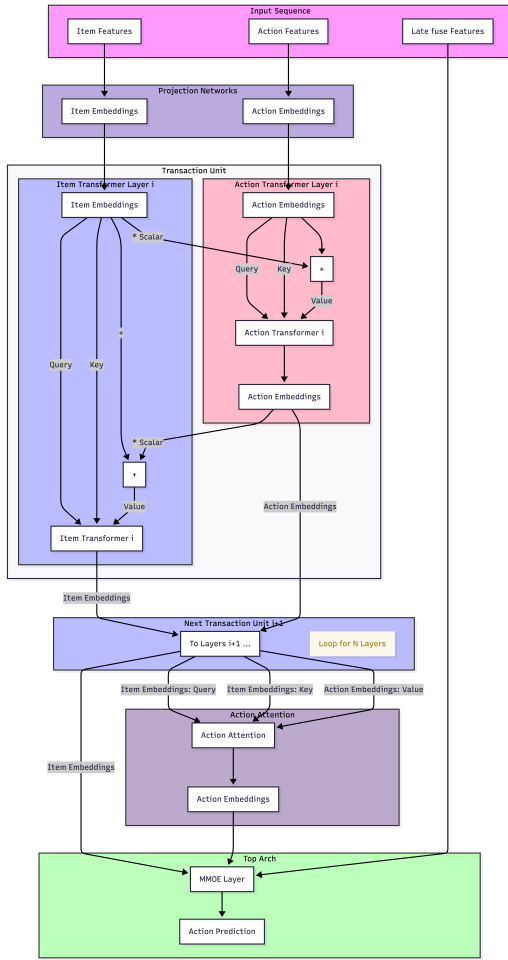 Input Sequence
Item Features
Action Features
Late fuse Features
Projection Networks
Item Embeddings
Action Embeddings
Transaction Unit
Item Transformer Layer i
Action Transformer Layer i
Item Embeddings
Action Embeddings
* Scalar
Query
Key
+
Value
*
Action Transformer i
Query
Key
Action Embeddings
* Scalar
+
Value
Action Embeddings
Item Transformer i
Item Embeddings
Next Transaction Unit i+1
To Layers i+1 ...
Loop for N Layers
Item Embeddings: Query
Item Embeddings: Key
Action Embeddings: Value
Action Attention
Action Attention
Item Embeddings
Action Embeddings
Top Arch
MMOE Layer
Action Prediction